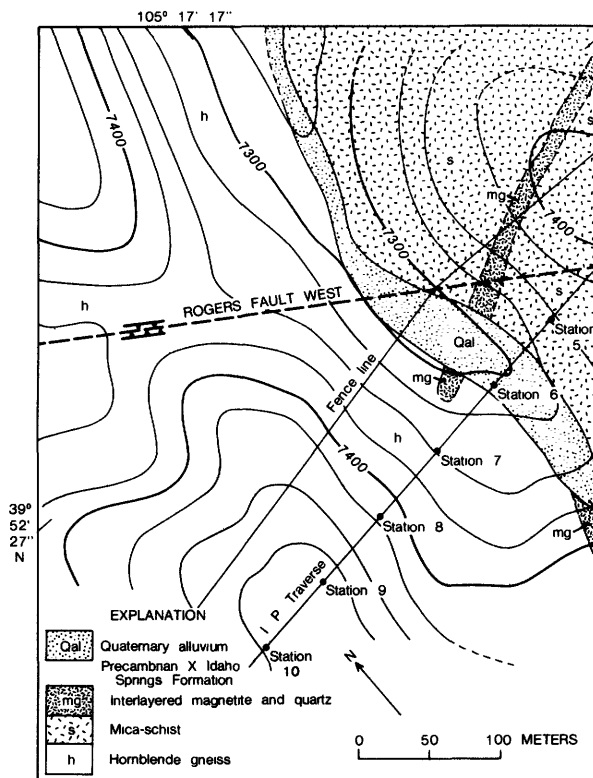 105° 17' 17"
7400
h
7300
s
mg
7300
7400
h
ROGERS FAULT WEST
s
Station 5
Qal
mg
Station 6
Fence line
h
Station 7
7400
39°
52'
27"
N
Station 8
mg
I P Traverse
Station 9
Station 10
N
EXPLANATION
Qal Quaternary alluvium
Precambrian X Idaho
Springs Formation
mg Interlayered magnetite and quartz
s Mica-schist
h Hornblende gneiss
0 50 100 METERS